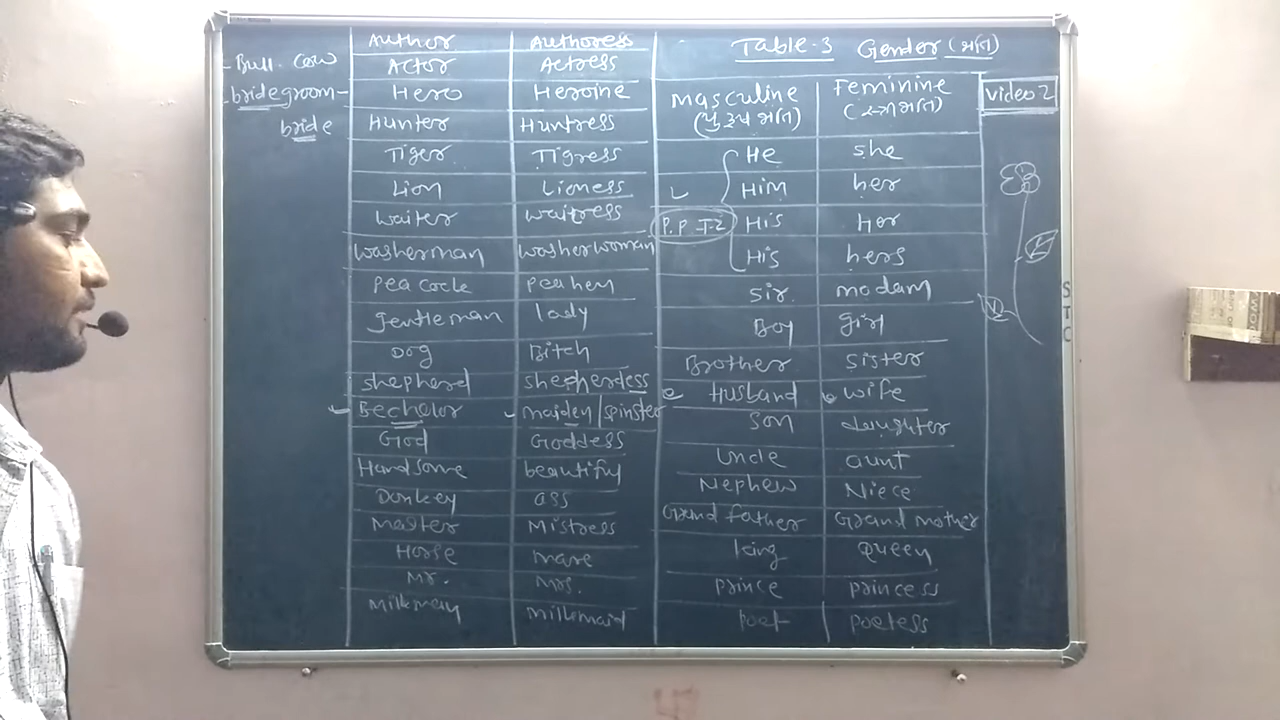 Table-3 Gender (જાતિ)
video 2
Masculine Feminine
(પુરૂષ જાતિ) (સ્ત્રીજાતિ)
He she
Him her
P.P. T-2 His Her
His hers
Sir modam
Boy girl
Brother Sister
Husband wife
Son daughter
Uncle aunt
Nephew Niece
Grand father Grand mother
king Queen
prince princess
poet poetess
Author Authoress
Actor Actress
Hero Heroine
Hunter Huntress
Tiger Tigress
Lion Lioness
Waiter waitress
washerman washerwoman
peacock peahen
gentleman lady
Dog Bitch
shepherd shepherdess
Bechelor maiden/spinster
God Goddess
Handsome beautiful
Donkey ass
Master Mistress
Horse mare
Mr. Mrs.
Milkman milkmaid
Bull - Cow
bridegroom -
bride
STC